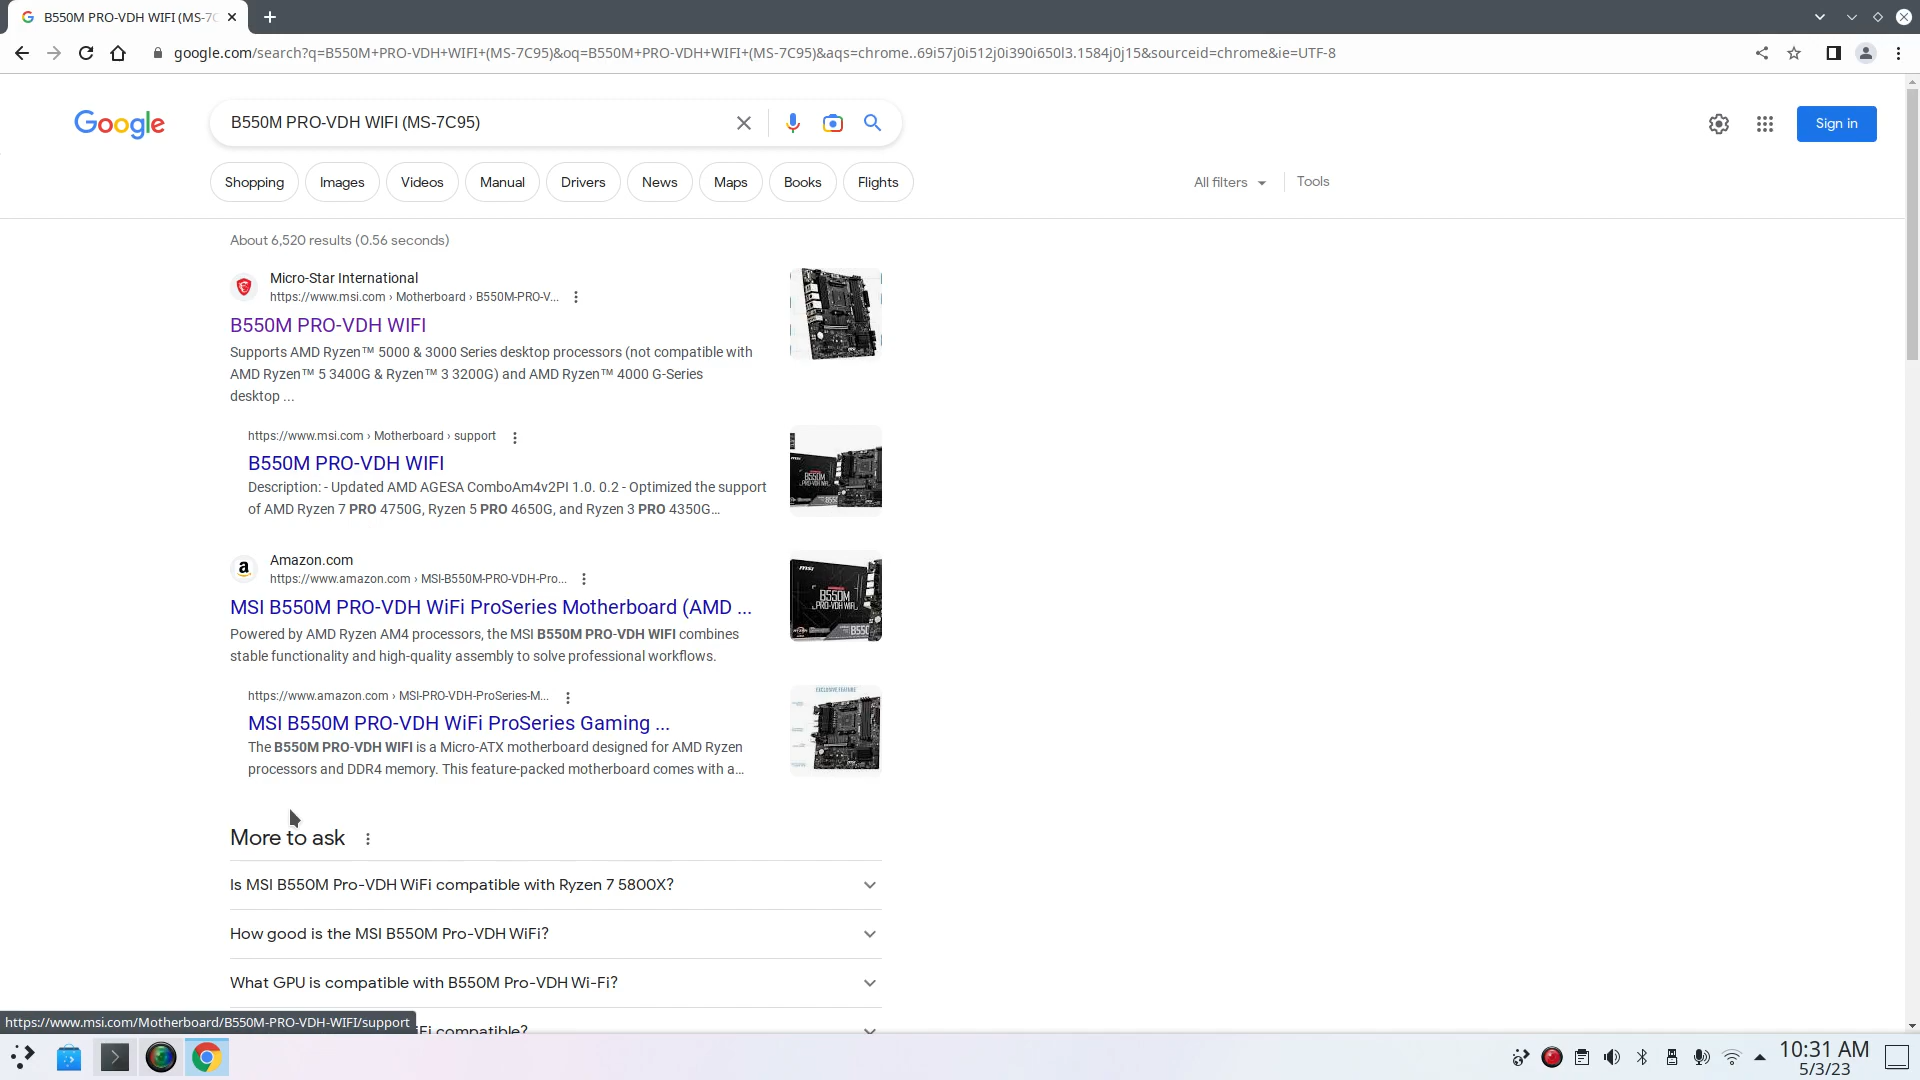 B550M PRO-VDH WIFI (MS-7C
google.com/search?q=B550M+PRO-VDH+WIFI+(MS-7C95)&oq=B550M+PRO-VDH+WIFI+(MS-7C95)&aqs=chrome..69i57j0i512j0i390i650l3.1584j0j15&sourceid=chrome&ie=UTF-8
Google
B550M PRO-VDH WIFI (MS-7C95)
Sign in
Shopping Images Videos Manual Drivers News Maps Books Flights All filters Tools
About 6,520 results (0.56 seconds)
Micro-Star International
https://www.msi.com › Motherboard › B550M-PRO-V...
B550M PRO-VDH WIFI
Supports AMD Ryzen™ 5000 & 3000 Series desktop processors (not compatible with
AMD Ryzen™ 5 3400G & Ryzen™ 3 3200G) and AMD Ryzen™ 4000 G-Series
desktop ...
https://www.msi.com › Motherboard › support
B550M PRO-VDH WIFI
Description: - Updated AMD AGESA ComboAm4v2PI 1.0. 0.2 - Optimized the support
of AMD Ryzen 7 PRO 4750G, Ryzen 5 PRO 4650G, and Ryzen 3 PRO 4350G...
Amazon.com
https://www.amazon.com › MSI-B550M-PRO-VDH-Pro...
MSI B550M PRO-VDH WiFi ProSeries Motherboard (AMD ...
Powered by AMD Ryzen AM4 processors, the MSI B550M PRO-VDH WIFI combines
stable functionality and high-quality assembly to solve professional workflows.
https://www.amazon.com › MSI-PRO-VDH-ProSeries-M...
MSI B550M PRO-VDH WiFi ProSeries Gaming ...
The B550M PRO-VDH WIFI is a Micro-ATX motherboard designed for AMD Ryzen
processors and DDR4 memory. This feature-packed motherboard comes with a...
More to ask
Is MSI B550M Pro-VDH WiFi compatible with Ryzen 7 5800X?
How good is the MSI B550M Pro-VDH WiFi?
What GPU is compatible with B550M Pro-VDH Wi-Fi?
https://www.msi.com/Motherboard/B550M-PRO-VDH-WIFI/support
Fi compatible?
10:31 AM
5/3/23